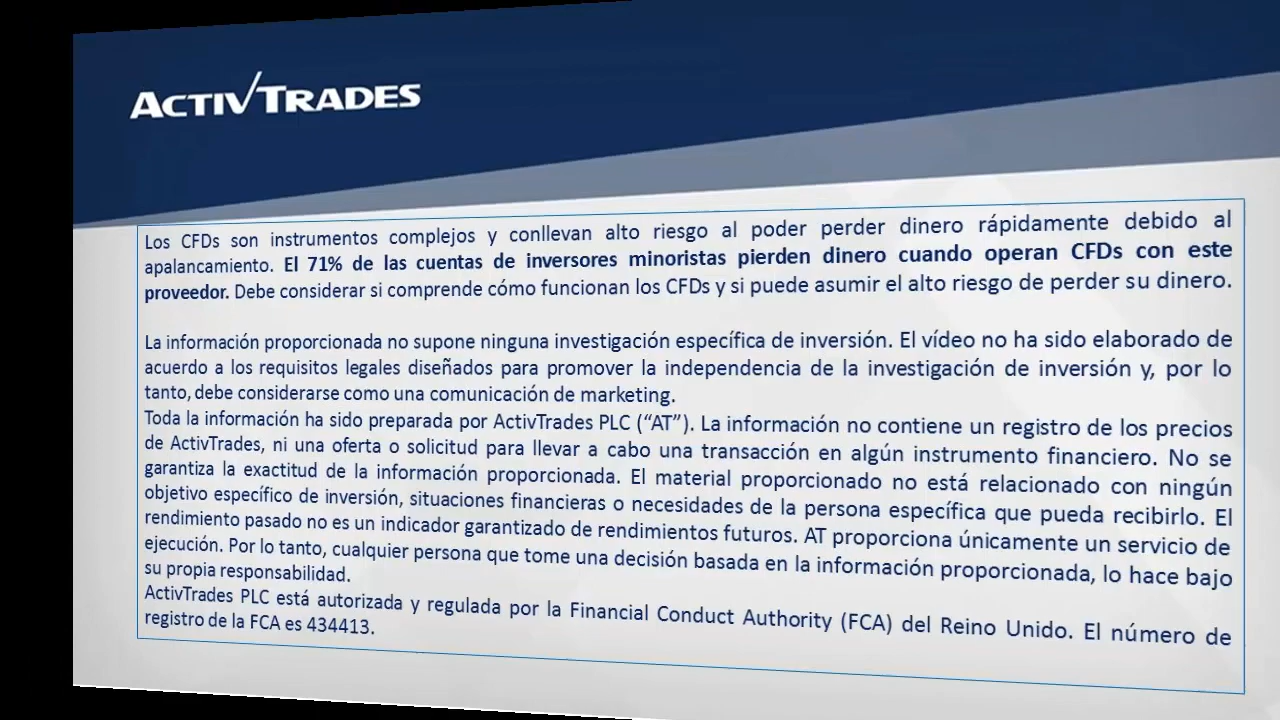 ACTIVTRADES
Los CFDs son instrumentos complejos y conllevan alto riesgo al poder perder dinero rápidamente debido al
apalancamiento. El 71% de las cuentas de inversores minoristas pierden dinero cuando operan CFDs con este
proveedor. Debe considerar si comprende cómo funcionan los CFDs y si puede asumir el alto riesgo de perder su dinero.
La información proporcionada no supone ninguna investigación específica de inversión. El vídeo no ha sido elaborado de
acuerdo a los requisitos legales diseñados para promover la independencia de la investigación de inversión y, por lo
tanto, debe considerarse como una comunicación de marketing.
Toda la información ha sido preparada por ActivTrades PLC (“AT”). La información no contiene un registro de los precios
de ActivTrades, ni una oferta o solicitud para llevar a cabo una transacción en algún instrumento financiero. No se
garantiza la exactitud de la información proporcionada. El material proporcionado no está relacionado con ningún
objetivo específico de inversión, situaciones financieras o necesidades de la persona específica que pueda recibirlo. El
rendimiento pasado no es un indicador garantizado de rendimientos futuros. AT proporciona únicamente un servicio de
ejecución. Por lo tanto, cualquier persona que tome una decisión basada en la información proporcionada, lo hace bajo
su propia responsabilidad.
ActivTrades PLC está autorizada y regulada por la Financial Conduct Authority (FCA) del Reino Unido. El número de
registro de la FCA es 434413.